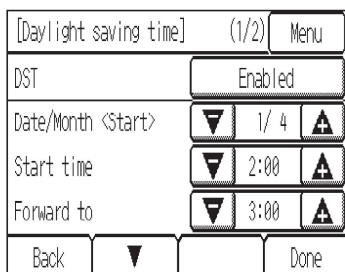 [Daylight saving time] (1/2) Menu
DST Enabled
Date/Month <Start> 1/ 4
Start time 2:00
Forward to 3:00
Back Done